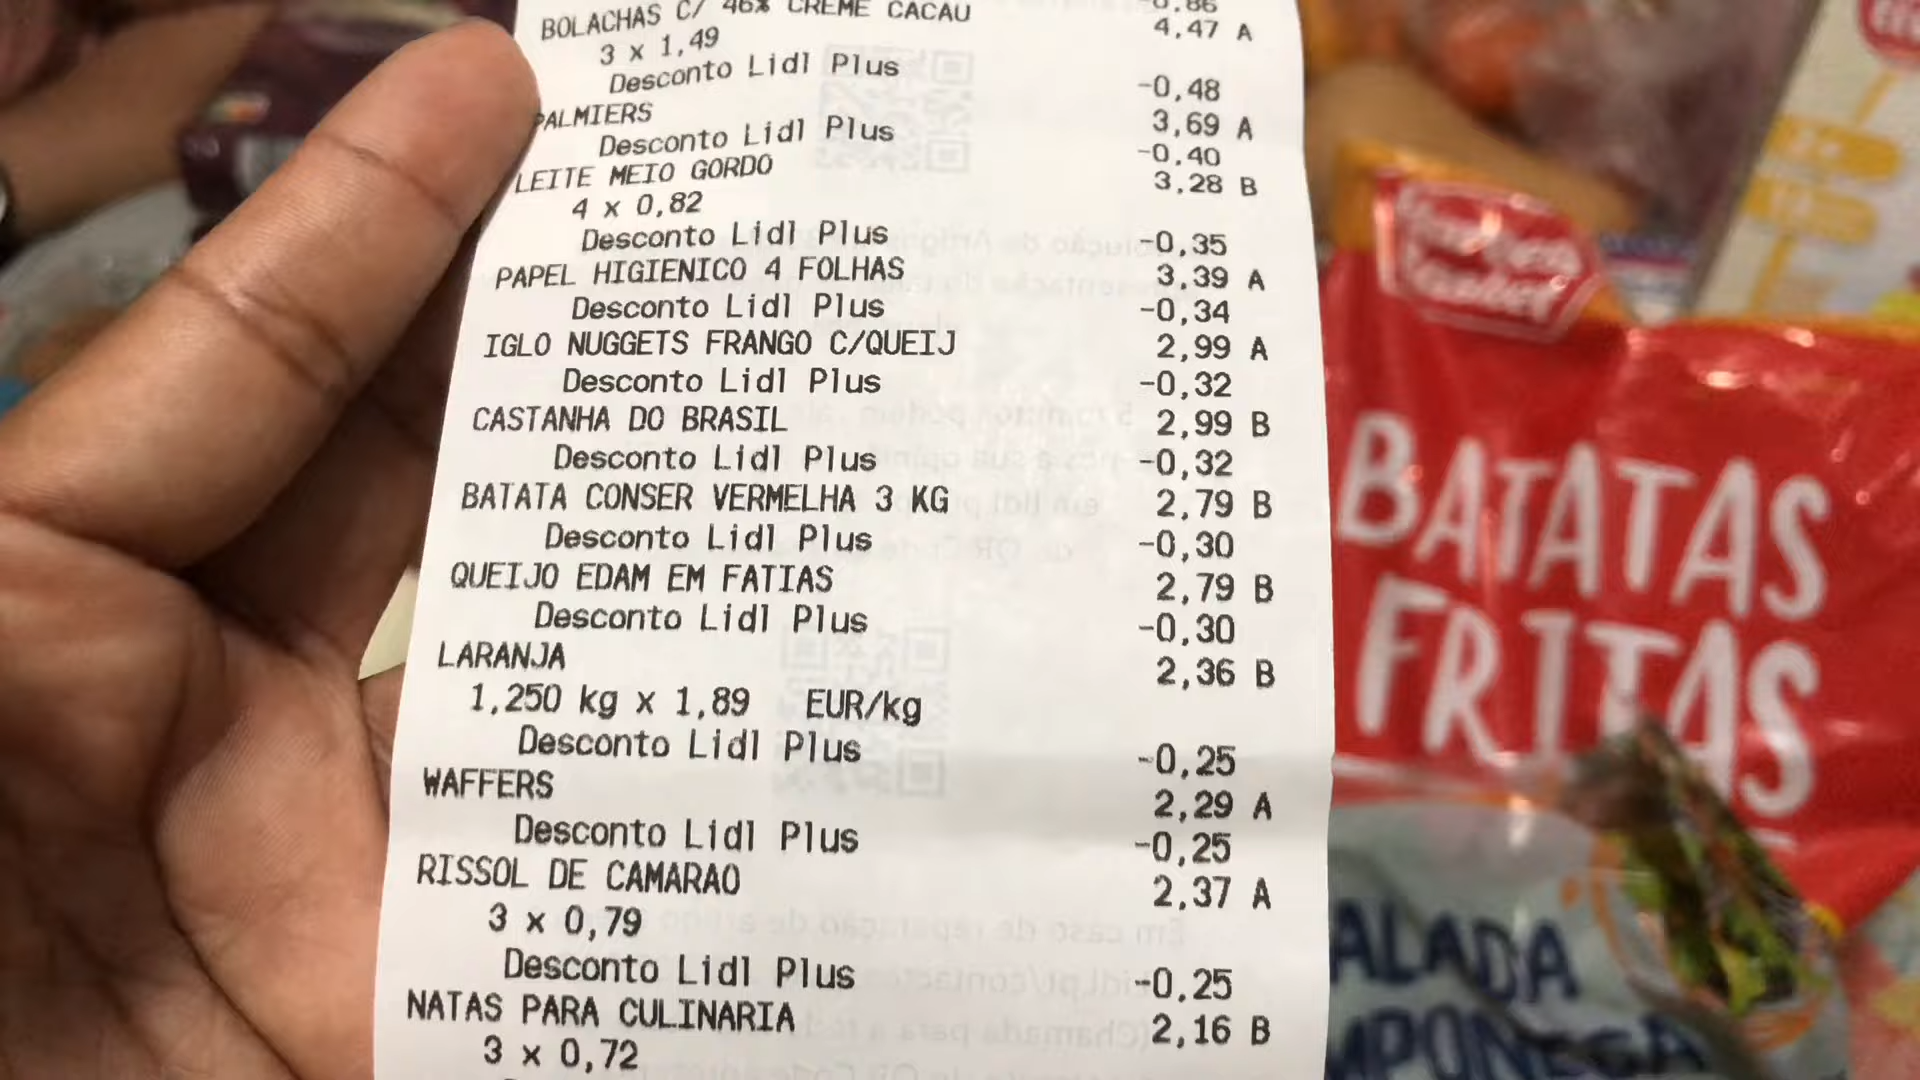 -0,86
BOLACHAS C/ 46% CREME CACAU 4,47 A
3 x 1,49
Desconto Lidl Plus -0,48
PALMIERS 3,69 A
Desconto Lidl Plus -0,40
LEITE MEIO GORDO 3,28 B
4 x 0,82
Desconto Lidl Plus -0,35
PAPEL HIGIENICO 4 FOLHAS 3,39 A
Desconto Lidl Plus -0,34
IGLO NUGGETS FRANGO C/QUEIJ 2,99 A
Desconto Lidl Plus -0,32
CASTANHA DO BRASIL 2,99 B
Desconto Lidl Plus -0,32
BATATA CONSER VERMELHA 3 KG 2,79 B
Desconto Lidl Plus -0,30
QUEIJO EDAM EM FATIAS 2,79 B
Desconto Lidl Plus -0,30
LARANJA 2,36 B
1,250 kg x 1,89 EUR/kg
Desconto Lidl Plus -0,25
WAFFERS 2,29 A
Desconto Lidl Plus -0,25
RISSOL DE CAMARAO 2,37 A
3 x 0,79
Desconto Lidl Plus -0,25
NATAS PARA CULINARIA 2,16 B
3 x 0,72
BATATAS
FRITAS
ALADA